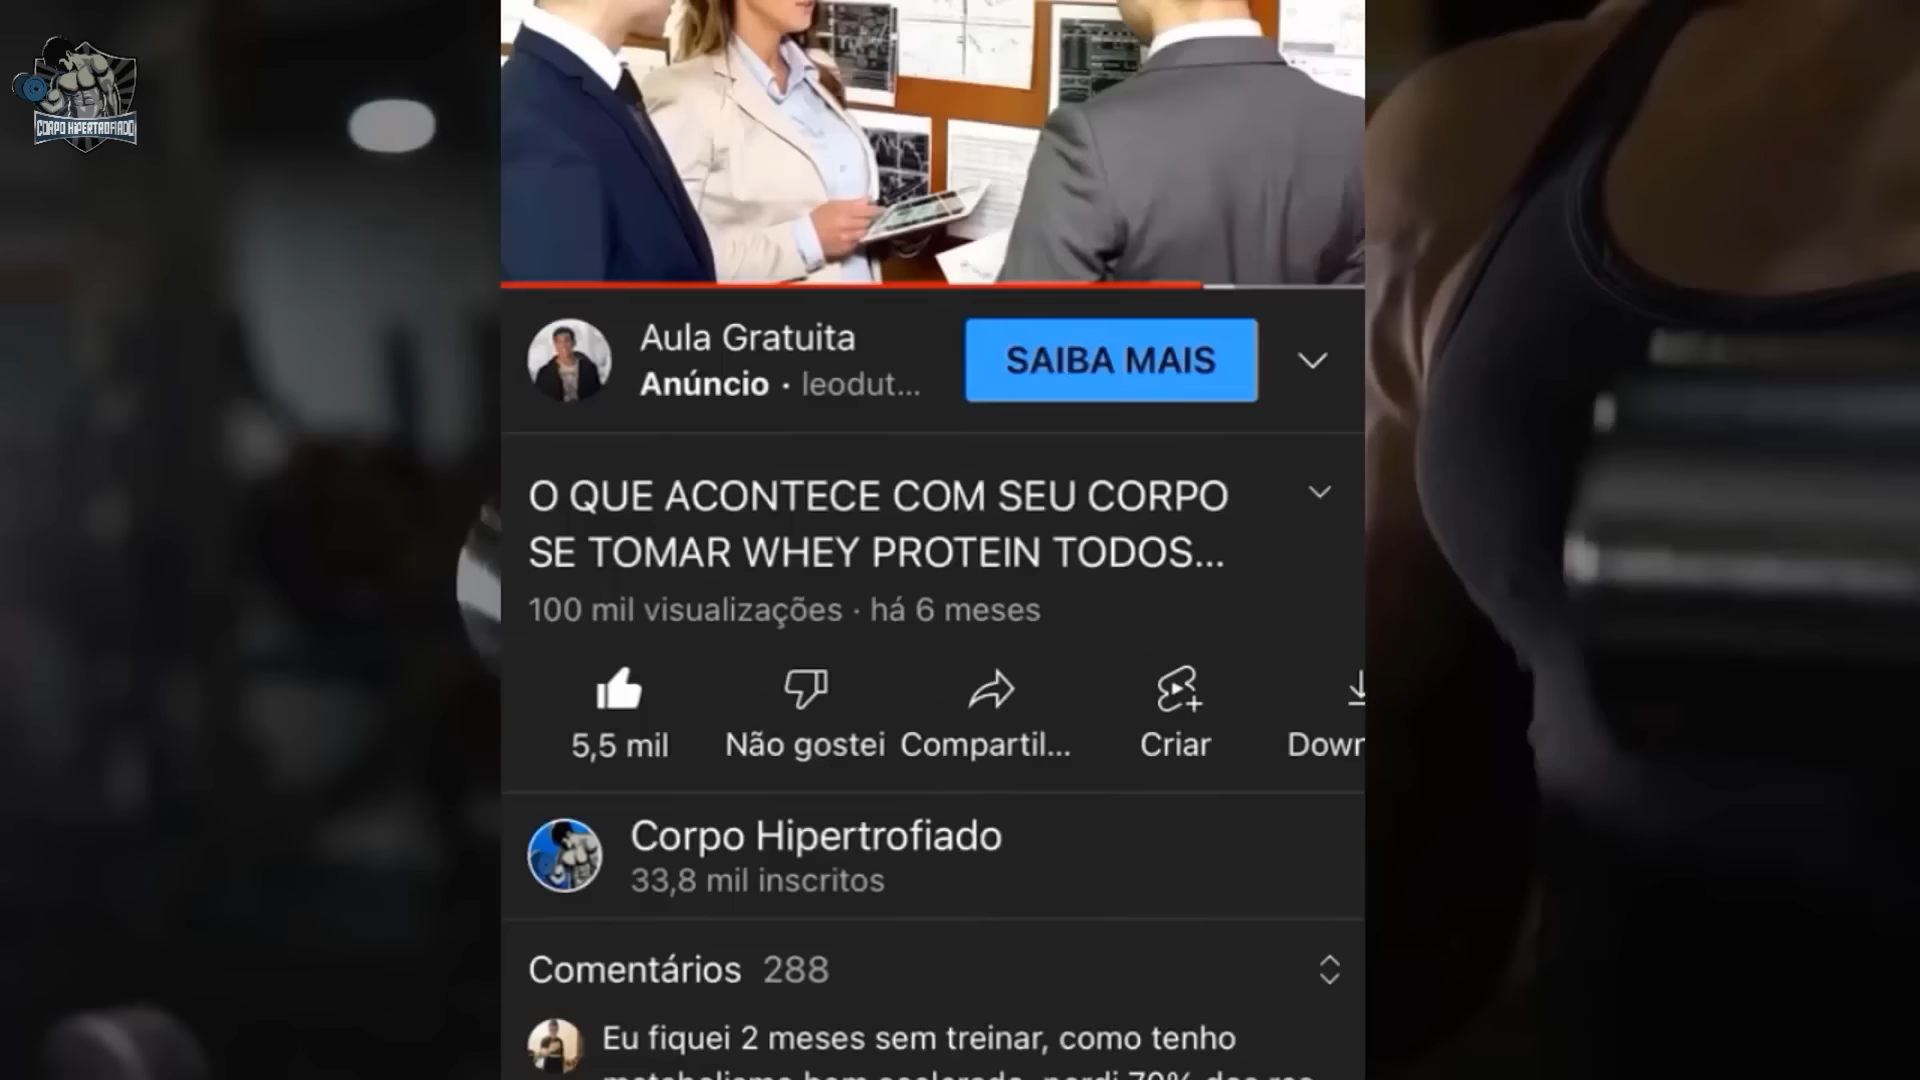 CORPO HIPERTROFIADO
Aula Gratuita
Anúncio · leodut...
SAIBA MAIS
O QUE ACONTECE COM SEU CORPO
SE TOMAR WHEY PROTEIN TODOS...
100 mil visualizações · há 6 meses
5,5 mil
Não gostei
Compartil...
Criar
Corpo Hipertrofiado
33,8 mil inscritos
Comentários 288
Eu fiquei 2 meses sem treinar, como tenho